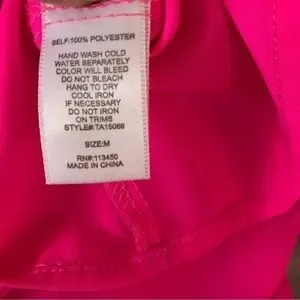 SELF:100% POLYESTER
HAND WASH COLD
WATER SEPARATELY
COLOR WILL BLEED
DO NOT BLEACH
HANG TO DRY
COOL IRON
IF NECESSARY
DO NOT IRON
ON TRIMS
STYLE#:TA15068
SIZE:M
RN#:113450
MADE IN CHINA